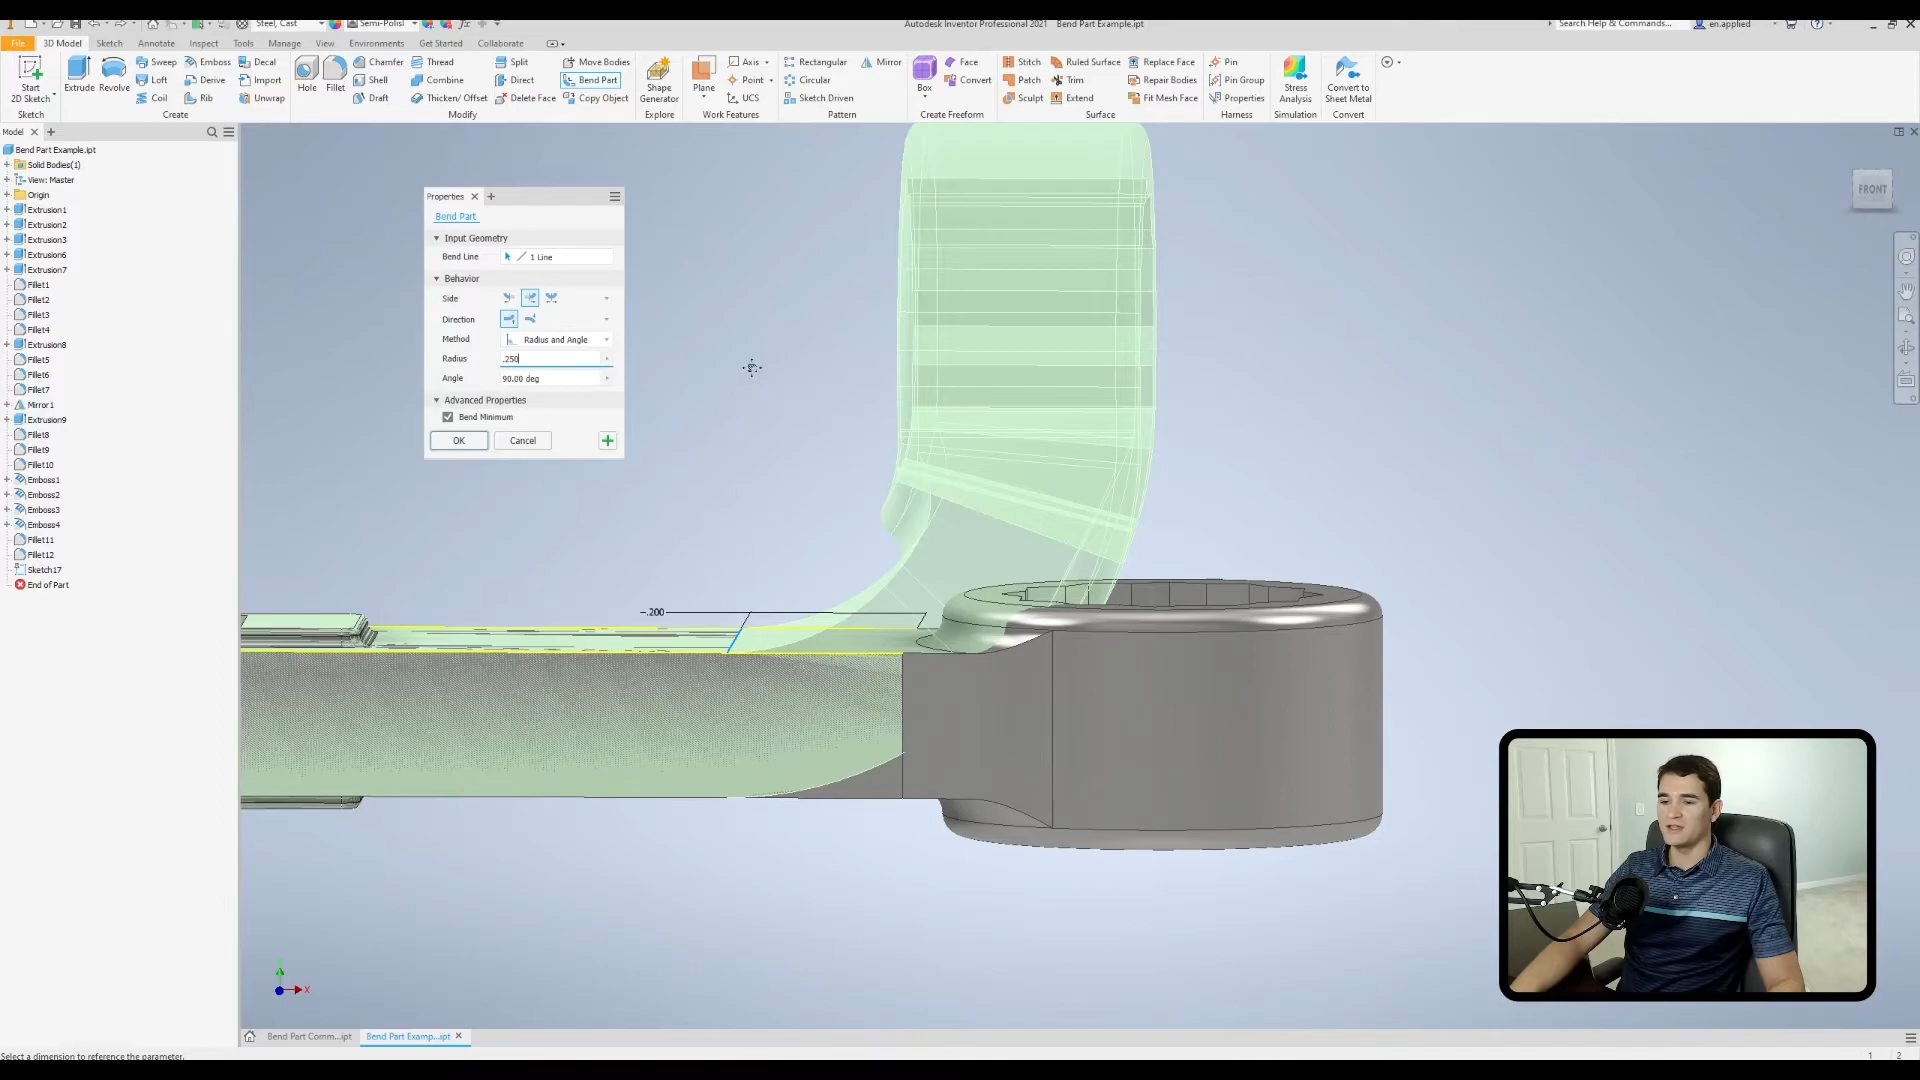 Steel, Cast Semi-Polisl fx Autodesk Inventor Professional 2021 Bend Part Example.ipt Search Help & Commands... en.applied
File 3D Model Sketch Annotate Inspect Tools Manage View Environments Get Started Collaborate
Start 2D Sketch Extrude Revolve Sweep Emboss Decal Hole Fillet Chamfer Thread Split Move Bodies Shape Generator Plane Axis Rectangular Mirror Box Face Stitch Ruled Surface Replace Face Pin Stress Analysis Convert to Sheet Metal
Loft Derive Import Shell Combine Direct Bend Part Point Circular Convert Patch Trim Repair Bodies Pin Group
Coil Rib Unwrap Draft Thicken/ Offset Delete Face Copy Object UCS Sketch Driven Sculpt Extend Fit Mesh Face Properties
Sketch Create Modify Explore Work Features Pattern Create Freeform Surface Harness Simulation Convert
Model
Bend Part Example.ipt
Solid Bodies(1)
View: Master
Origin
Extrusion1
Extrusion2
Extrusion3
Extrusion6
Extrusion7
Fillet1
Fillet2
Fillet3
Fillet4
Extrusion8
Fillet5
Fillet6
Fillet7
Mirror1
Extrusion9
Fillet8
Fillet9
Fillet10
Emboss1
Emboss2
Emboss3
Emboss4
Fillet11
Fillet12
Sketch17
End of Part
Properties
Bend Part
Input Geometry
Bend Line 1 Line
Behavior
Side
Direction
Method Radius and Angle
Radius .250
Angle 90.00 deg
Advanced Properties
Bend Minimum
OK Cancel
.200
FRONT
X
Bend Part Comm...ipt Bend Part Examp...ipt
Select a dimension to reference the parameter. 1 2